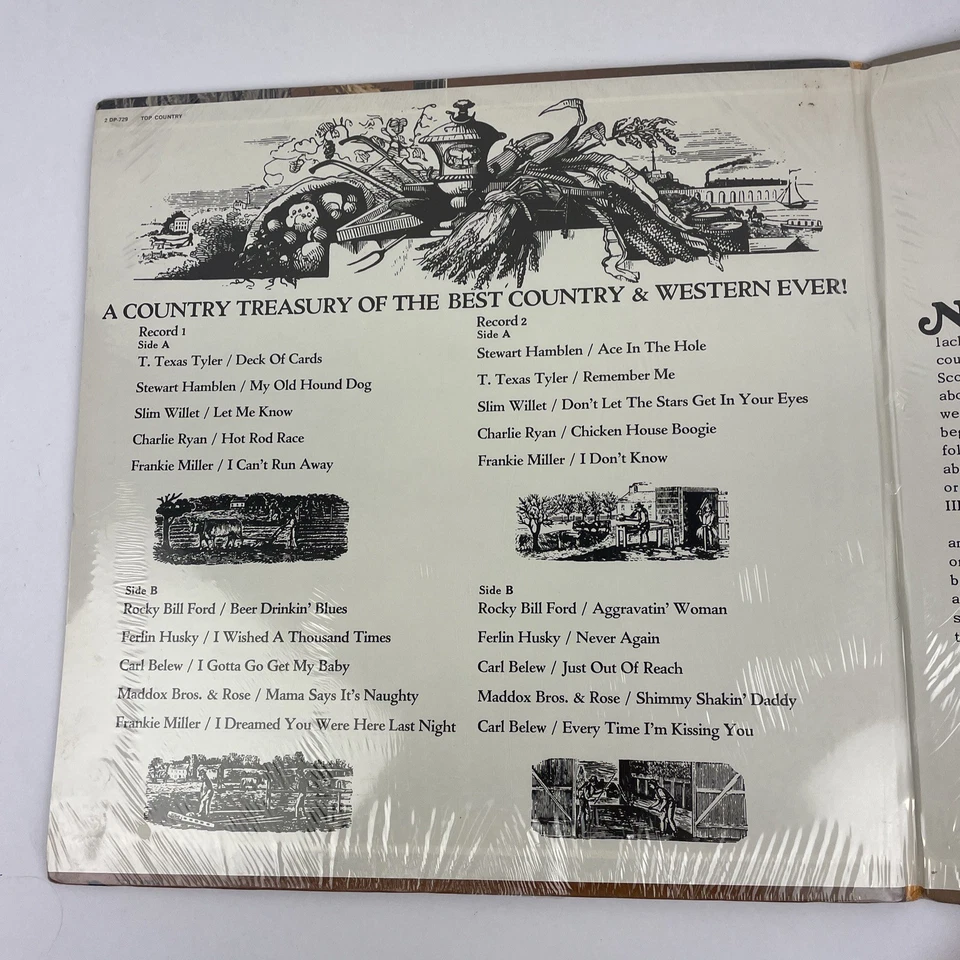 2 DP-729 TOP COUNTRY
A COUNTRY TREASURY OF THE BEST COUNTRY & WESTERN EVER!
Record 1
Side A
T. Texas Tyler / Deck Of Cards
Stewart Hamblen / My Old Hound Dog
Slim Willet / Let Me Know
Charlie Ryan / Hot Rod Race
Frankie Miller / I Can't Run Away
Side B
Rocky Bill Ford / Beer Drinkin' Blues
Ferlin Husky / I Wished A Thousand Times
Carl Belew / I Gotta Go Get My Baby
Maddox Bros. & Rose / Mama Says It's Naughty
Frankie Miller / I Dreamed You Were Here Last Night
Record 2
Side A
Stewart Hamblen / Ace In The Hole
T. Texas Tyler / Remember Me
Slim Willet / Don't Let The Stars Get In Your Eyes
Charlie Ryan / Chicken House Boogie
Frankie Miller / I Don't Know
Side B
Rocky Bill Ford / Aggravatin' Woman
Ferlin Husky / Never Again
Carl Belew / Just Out Of Reach
Maddox Bros. & Rose / Shimmy Shakin' Daddy
Carl Belew / Every Time I'm Kissing You